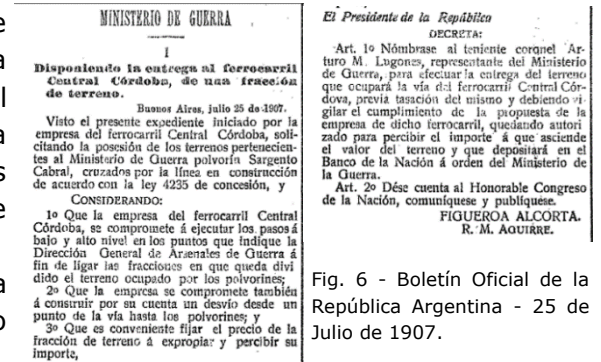 MINISTERIO DE GUERRA
I
Disponiendo la entrega al ferrocarril
Central Córdoba, de una fracción
de terreno.
Buenos Aires, julio 25 de 1907.
Visto el presente expediente iniciado por la
empresa del ferrocarril Central Córdoba, soli-
citando la posesión de los terrenos pertenecien-
tes al Ministerio de Guerra polvorín Sargento
Cabral, cruzados por la línea en construcción
de acuerdo con la ley 4235 de concesión, y
CONSIDERANDO:
1º Que la empresa del ferrocarril Central
Córdoba, se compromete á ejecutar los pasos á
bajo y alto nivel en los puntos que indique la
Dirección General de Arsenales de Guerra á
fin de ligar las fracciones en que queda divi
dido el terreno ocupado por los polvorines;
2º Que la empresa se compromete también
á construir por su cuenta un desvío desde un
punto de la vía hasta los polvorines; y
3º Que es conveniente fijar el precio de la
fracción de terreno á expropiar y percibir su
importe,
El Presidente de la República
DECRETA:
Art. 1º Nómbrase al teniente coronel Ar-
turo M. Lugones, representante del Ministerio
de Guerra, para efectuar la entrega del terreno
que ocupará la vía del ferrocarril Central Cór-
dova, previa tasación del mismo y debiendo vi-
gilar el cumplimiento de la propuesta de la
empresa de dicho ferrocarril, quedando autori
zado para percibir el importe á que asciende
el valor del terreno y que depositará en el
Banco de la Nación á orden del Ministerio de
la Guerra.
Art. 2º Dése cuenta al Honorable Congreso
de la Nación, comuníquese y publíquese.
FIGUEROA ALCORTA.
R. M. AGUIRRE.
Fig. 6 - Boletín Oficial de la
República Argentina - 25 de
Julio de 1907.